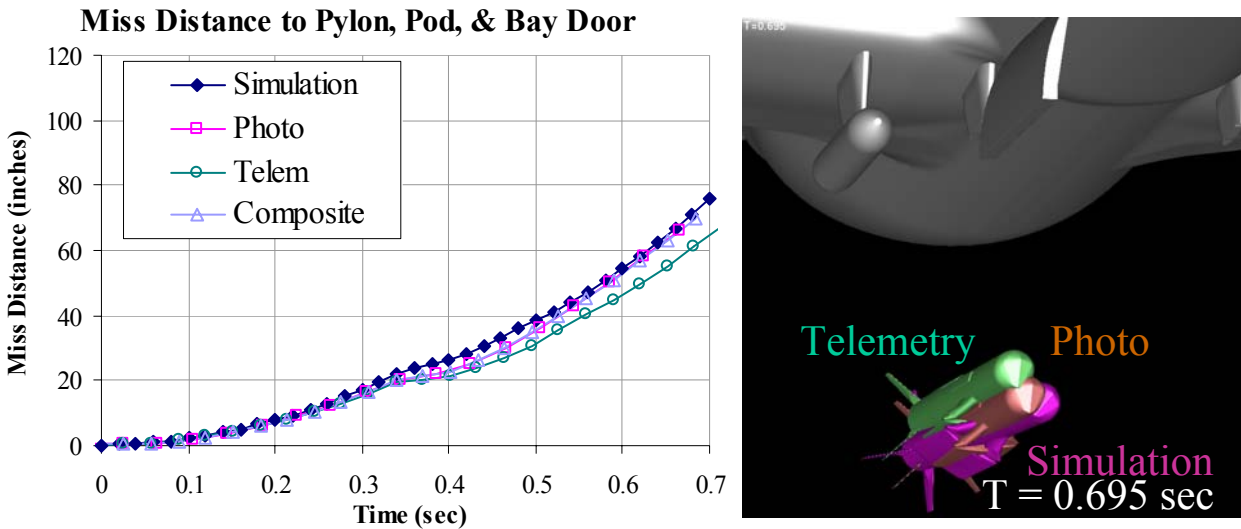 Miss Distance to Pylon, Pod, & Bay Door
Miss Distance (inches)
120
100
80
60
40
20
0
Simulation
Photo
Telem
Composite
0 0.1 0.2 0.3 0.4 0.5 0.6 0.7
Time (sec)
T=0.695
Telemetry Photo
Simulation
T = 0.695 sec